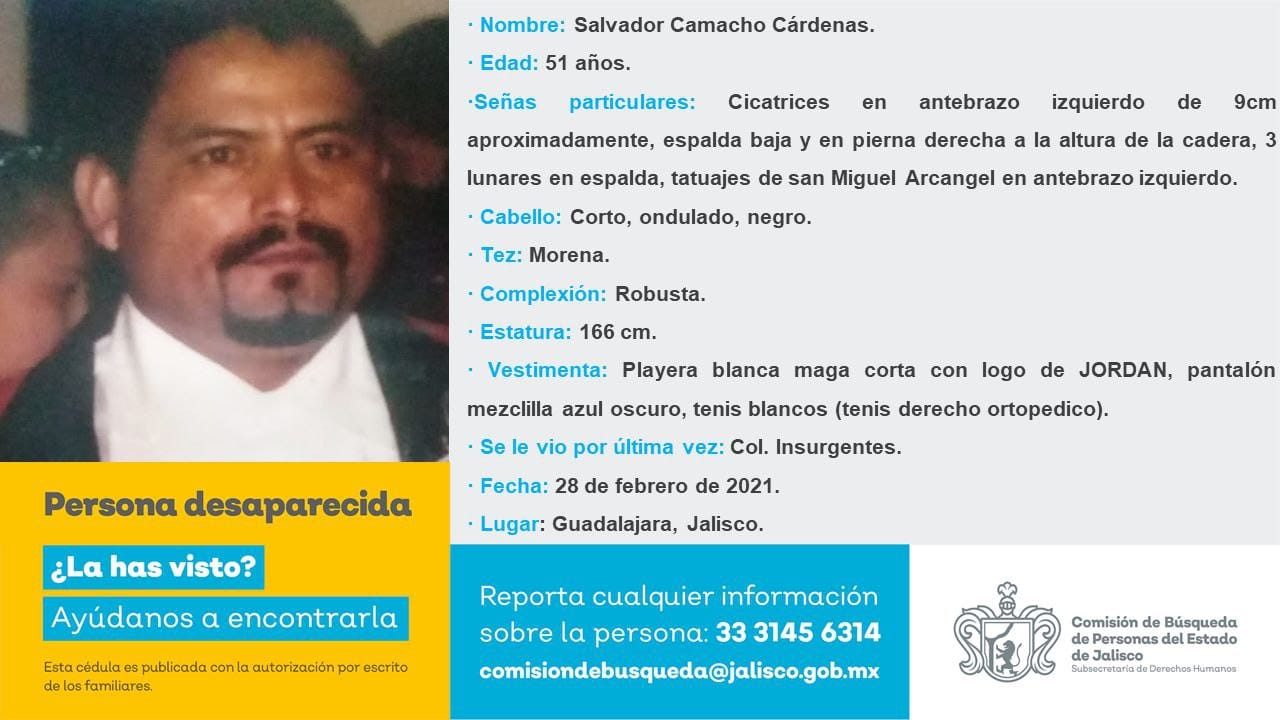 · Nombre: Salvador Camacho Cárdenas.
· Edad: 51 años.
·Señas particulares: Cicatrices en antebrazo izquierdo de 9cm
aproximadamente, espalda baja y en pierna derecha a la altura de la cadera, 3
lunares en espalda, tatuajes de san Miguel Arcangel en antebrazo izquierdo.
· Cabello: Corto, ondulado, negro.
· Tez: Morena.
· Complexión: Robusta.
· Estatura: 166 cm.
· Vestimenta: Playera blanca maga corta con logo de JORDAN, pantalón
mezclilla azul oscuro, tenis blancos (tenis derecho ortopedico).
· Se le vio por última vez: Col. Insurgentes.
· Fecha: 28 de febrero de 2021.
· Lugar: Guadalajara, Jalisco.
Persona desaparecida
¿La has visto?
Ayúdanos a encontrarla
Esta cédula es publicada con la autorización por escrito
de los familiares.
Reporta cualquier información
sobre la persona: 33 3145 6314
comisiondebusqueda@jalisco.gob.mx
Comisión de Búsqueda
de Personas del Estado
de Jalisco
Subsecretaría de Derechos Humanos